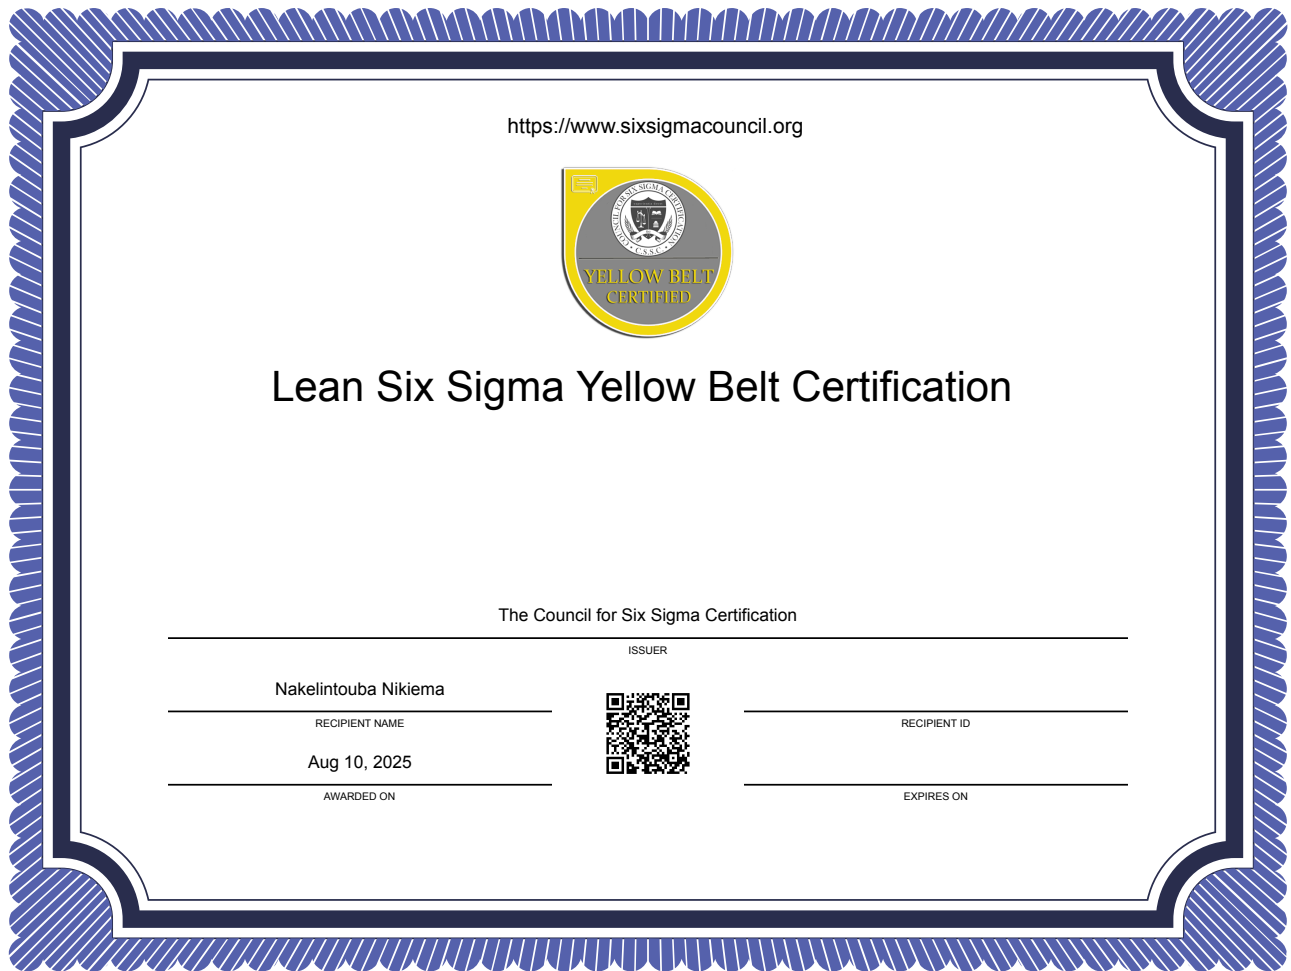 https://www.sixsigmacouncil.org
COUNCIL FOR SIX SIGMA CERTIFICATION
• C.S.S.C. •
YELLOW BELT
CERTIFIED
Lean Six Sigma Yellow Belt Certification
The Council for Six Sigma Certification
ISSUER
Nakelintouba Nikiema
RECIPIENT NAME
RECIPIENT ID
Aug 10, 2025
AWARDED ON
EXPIRES ON